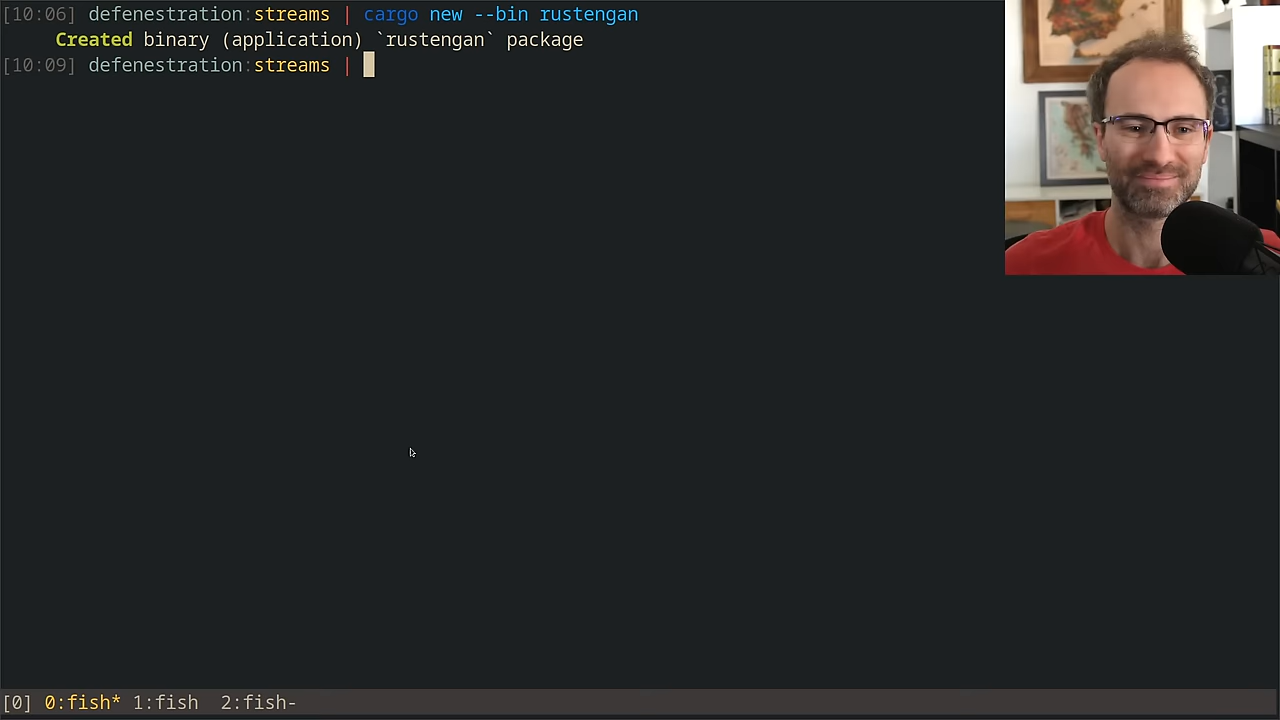 [10:06] defenestration:streams | cargo new --bin rustengan
Created binary (application) `rustengan` package
[10:09] defenestration:streams |
[0] 0:fish* 1:fish 2:fish-